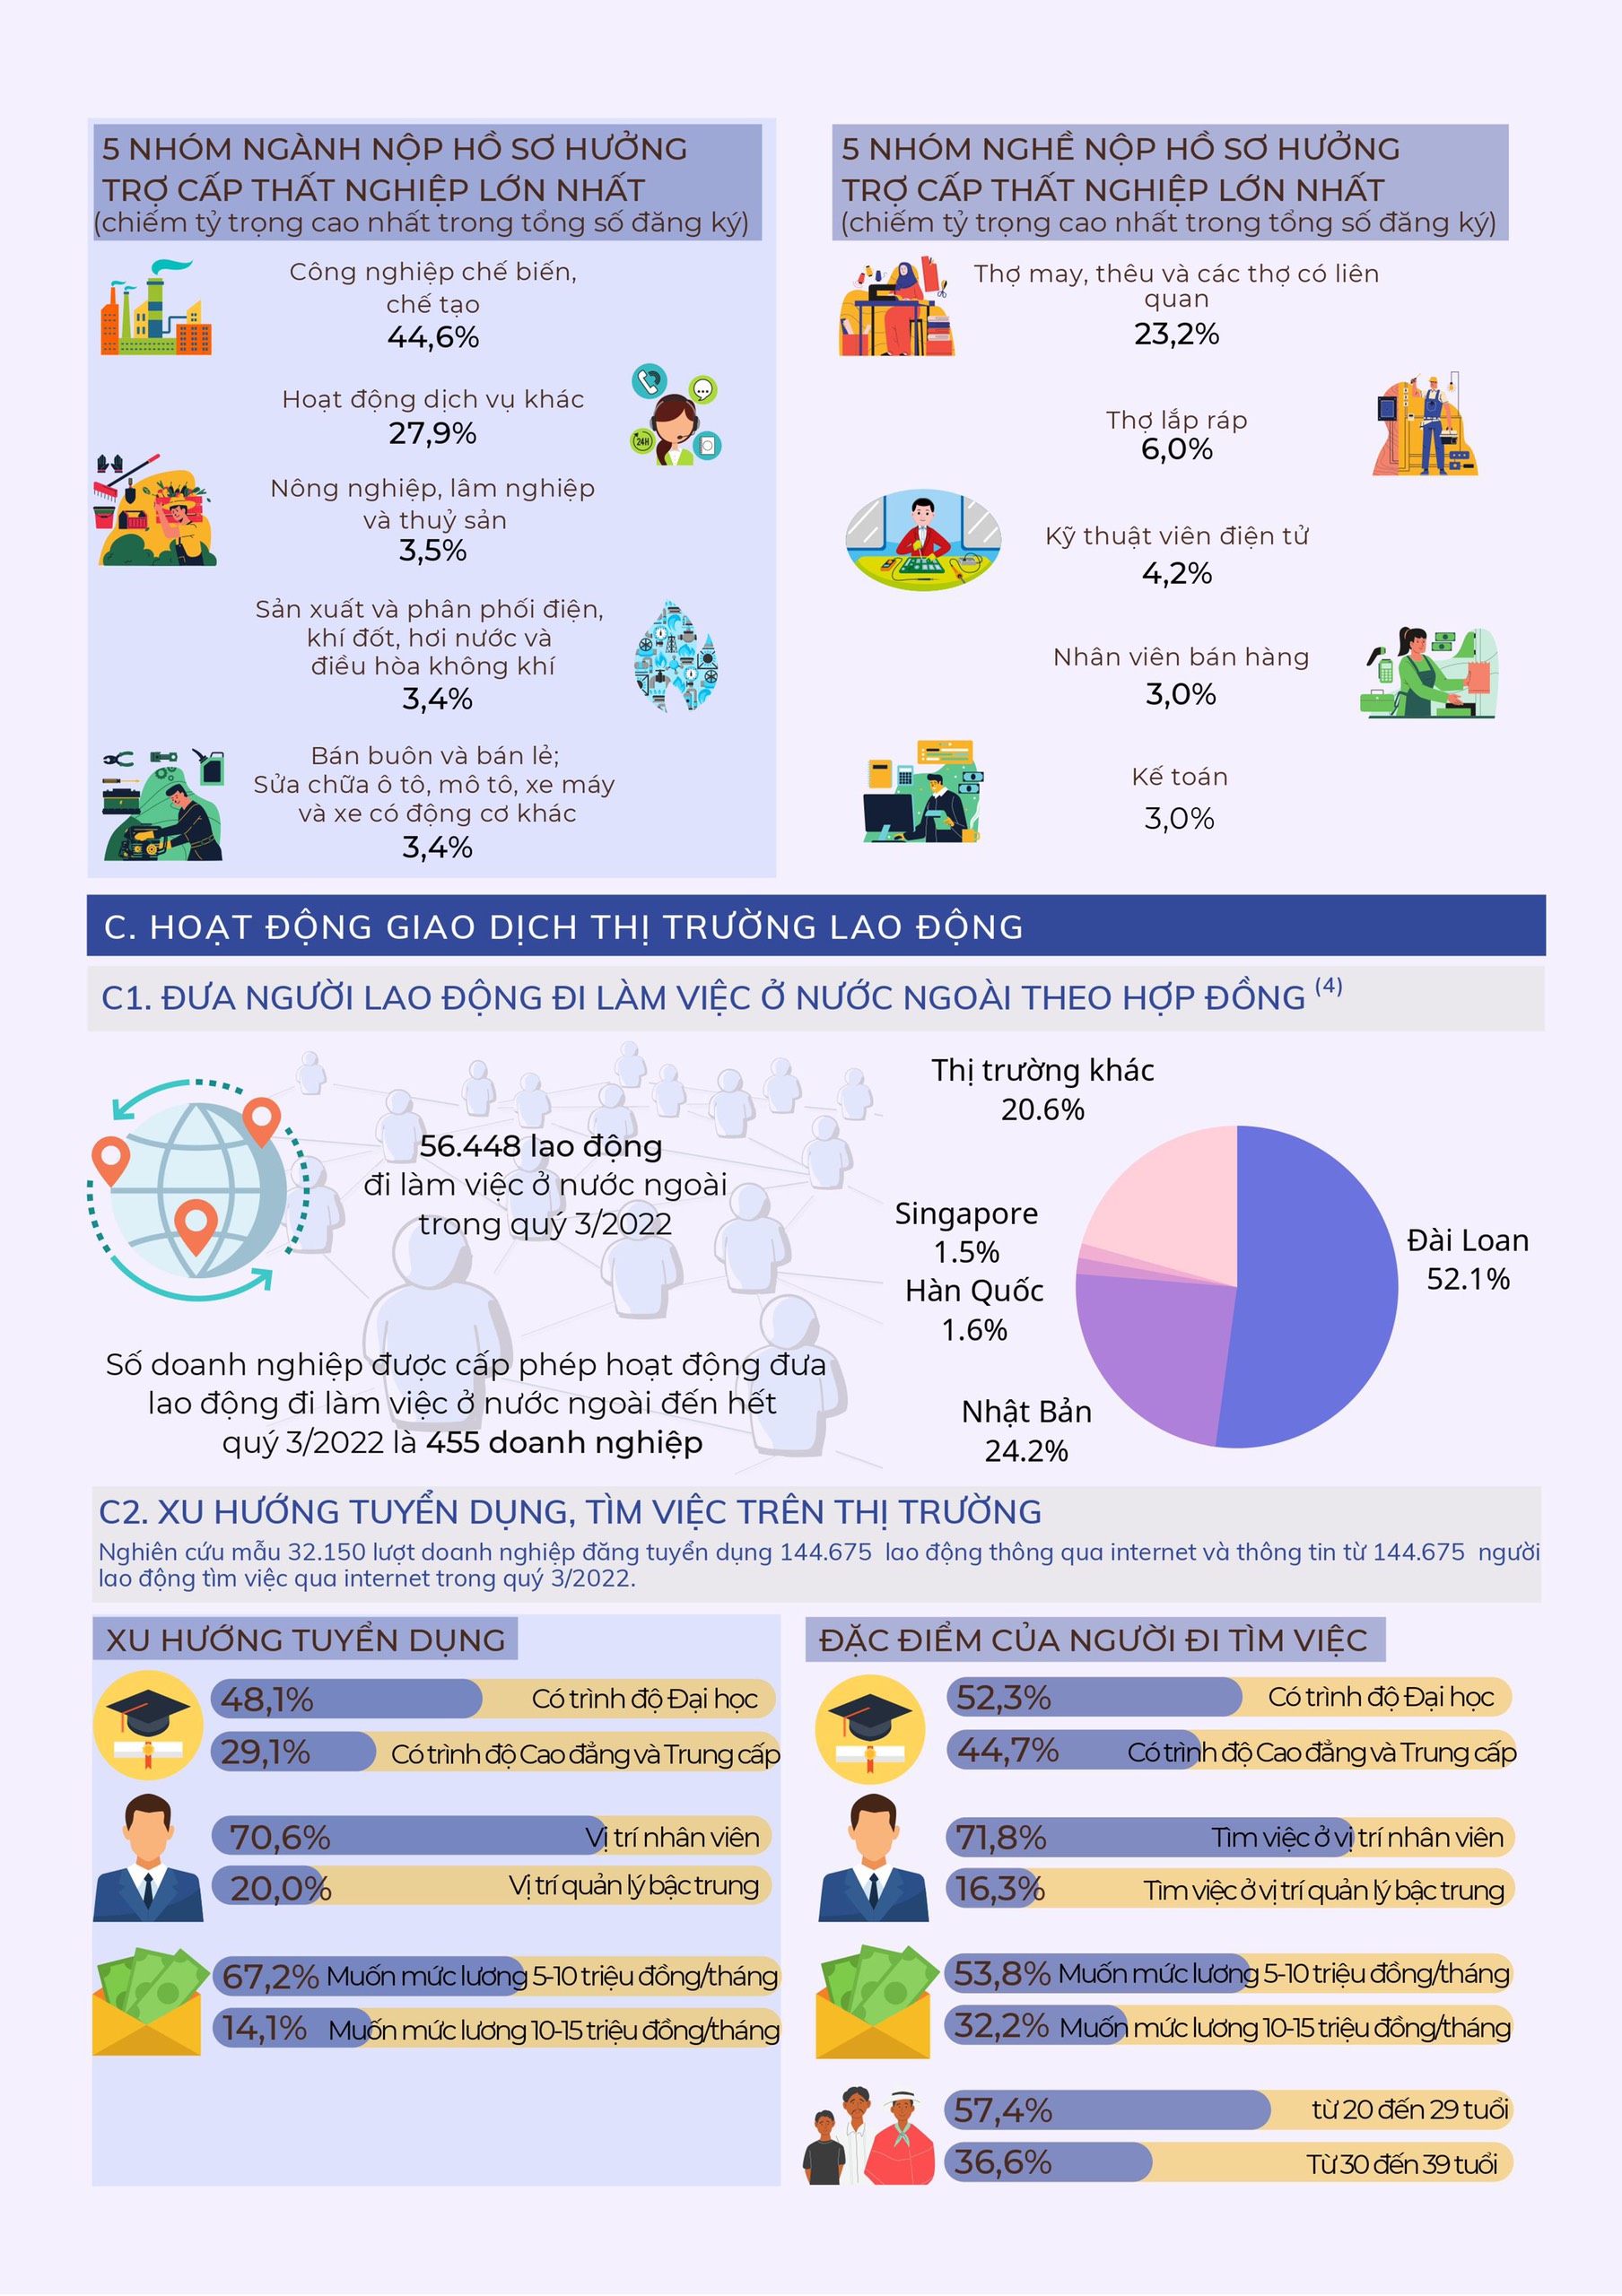 5 NHÓM NGÀNH NỘP HỒ SƠ HƯỞNG
TRỢ CẤP THẤT NGHIỆP LỚN NHẤT
(chiếm tỷ trọng cao nhất trong tổng số đăng ký)
Công nghiệp chế biến,
chế tạo
44,6%
Hoạt động dịch vụ khác
27,9%
24H
Nông nghiệp, lâm nghiệp
và thuỷ sản
3,5%
Sản xuất và phân phối điện,
khí đốt, hơi nước và
điều hòa không khí
3,4%
Bán buôn và bán lẻ;
Sửa chữa ô tô, mô tô, xe máy
và xe có động cơ khác
3,4%
5 NHÓM NGHỀ NỘP HỒ SƠ HƯỞNG
TRỢ CẤP THẤT NGHIỆP LỚN NHẤT
(chiếm tỷ trọng cao nhất trong tổng số đăng ký)
Thợ may, thêu và các thợ có liên
quan
23,2%
Thợ lắp ráp
6,0%
Kỹ thuật viên điện tử
4,2%
Nhân viên bán hàng
3,0%
Kế toán
3,0%
C. HOẠT ĐỘNG GIAO DỊCH THỊ TRƯỜNG LAO ĐỘNG
C1. ĐƯA NGƯỜI LAO ĐỘNG ĐI LÀM VIỆC Ở NƯỚC NGOÀI THEO HỢP ĐỒNG (4)
56.448 lao động
đi làm việc ở nước ngoài
trong quý 3/2022
Số doanh nghiệp được cấp phép hoạt động đưa
lao động đi làm việc ở nước ngoài đến hết
quý 3/2022 là 455 doanh nghiệp
Thị trường khác
20.6%
Singapore
1.5%
Hàn Quốc
1.6%
Nhật Bản
24.2%
Đài Loan
52.1%
C2. XU HƯỚNG TUYỂN DỤNG, TÌM VIỆC TRÊN THỊ TRƯỜNG
Nghiên cứu mẫu 32.150 lượt doanh nghiệp đăng tuyển dụng 144.675 lao động thông qua internet và thông tin từ 144.675 người
lao động tìm việc qua internet trong quý 3/2022.
XU HƯỚNG TUYỂN DỤNG
48,1% Có trình độ Đại học
29,1% Có trình độ Cao đẳng và Trung cấp
70,6% Vị trí nhân viên
20,0% Vị trí quản lý bậc trung
67,2% Muốn mức lương 5-10 triệu đồng/tháng
14,1% Muốn mức lương 10-15 triệu đồng/tháng
ĐẶC ĐIỂM CỦA NGƯỜI ĐI TÌM VIỆC
52,3% Có trình độ Đại học
44,7% Có trình độ Cao đẳng và Trung cấp
71,8% Tìm việc ở vị trí nhân viên
16,3% Tìm việc ở vị trí quản lý bậc trung
53,8% Muốn mức lương 5-10 triệu đồng/tháng
32,2% Muốn mức lương 10-15 triệu đồng/tháng
57,4% từ 20 đến 29 tuổi
36,6% Từ 30 đến 39 tuổi